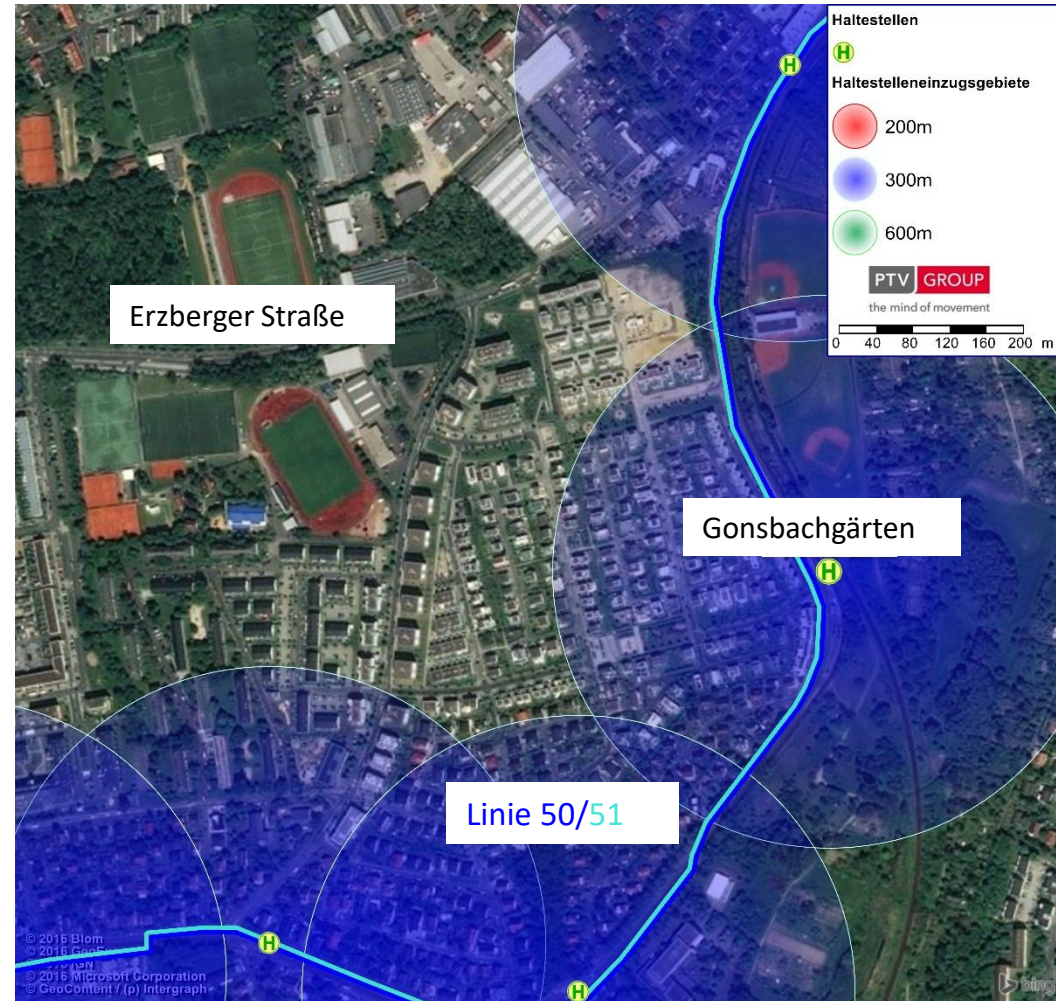 Haltestellen
H
Haltestelleneinzugsgebiete
200m
300m
600m
PTV GROUP
the mind of movement
0 40 80 120 160 200 m
H
Erzberger Straße
Gonsbachgärten
H
Linie 50/51
H
H
© 2016 Blom
© 2016 Microsoft Corporation
© GeoContent / (p) Intergraph
bing